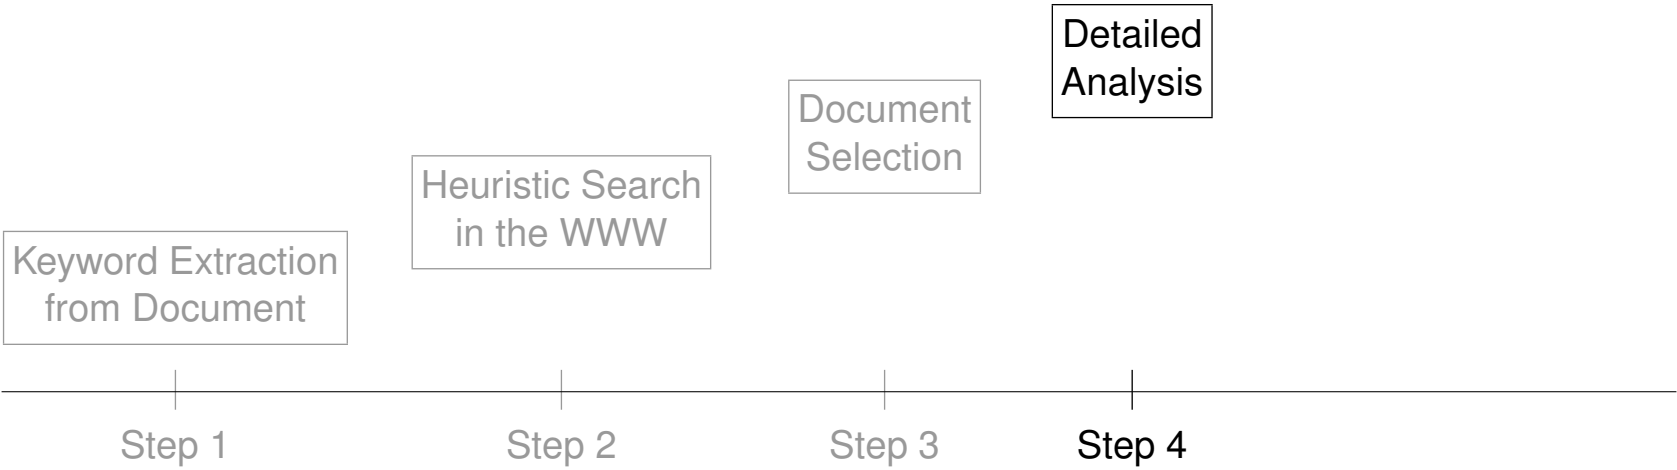 Detailed
Analysis
Document
Selection
Heuristic Search
in the WWW
Keyword Extraction
from Document
Step 1
Step 2
Step 3
Step 4